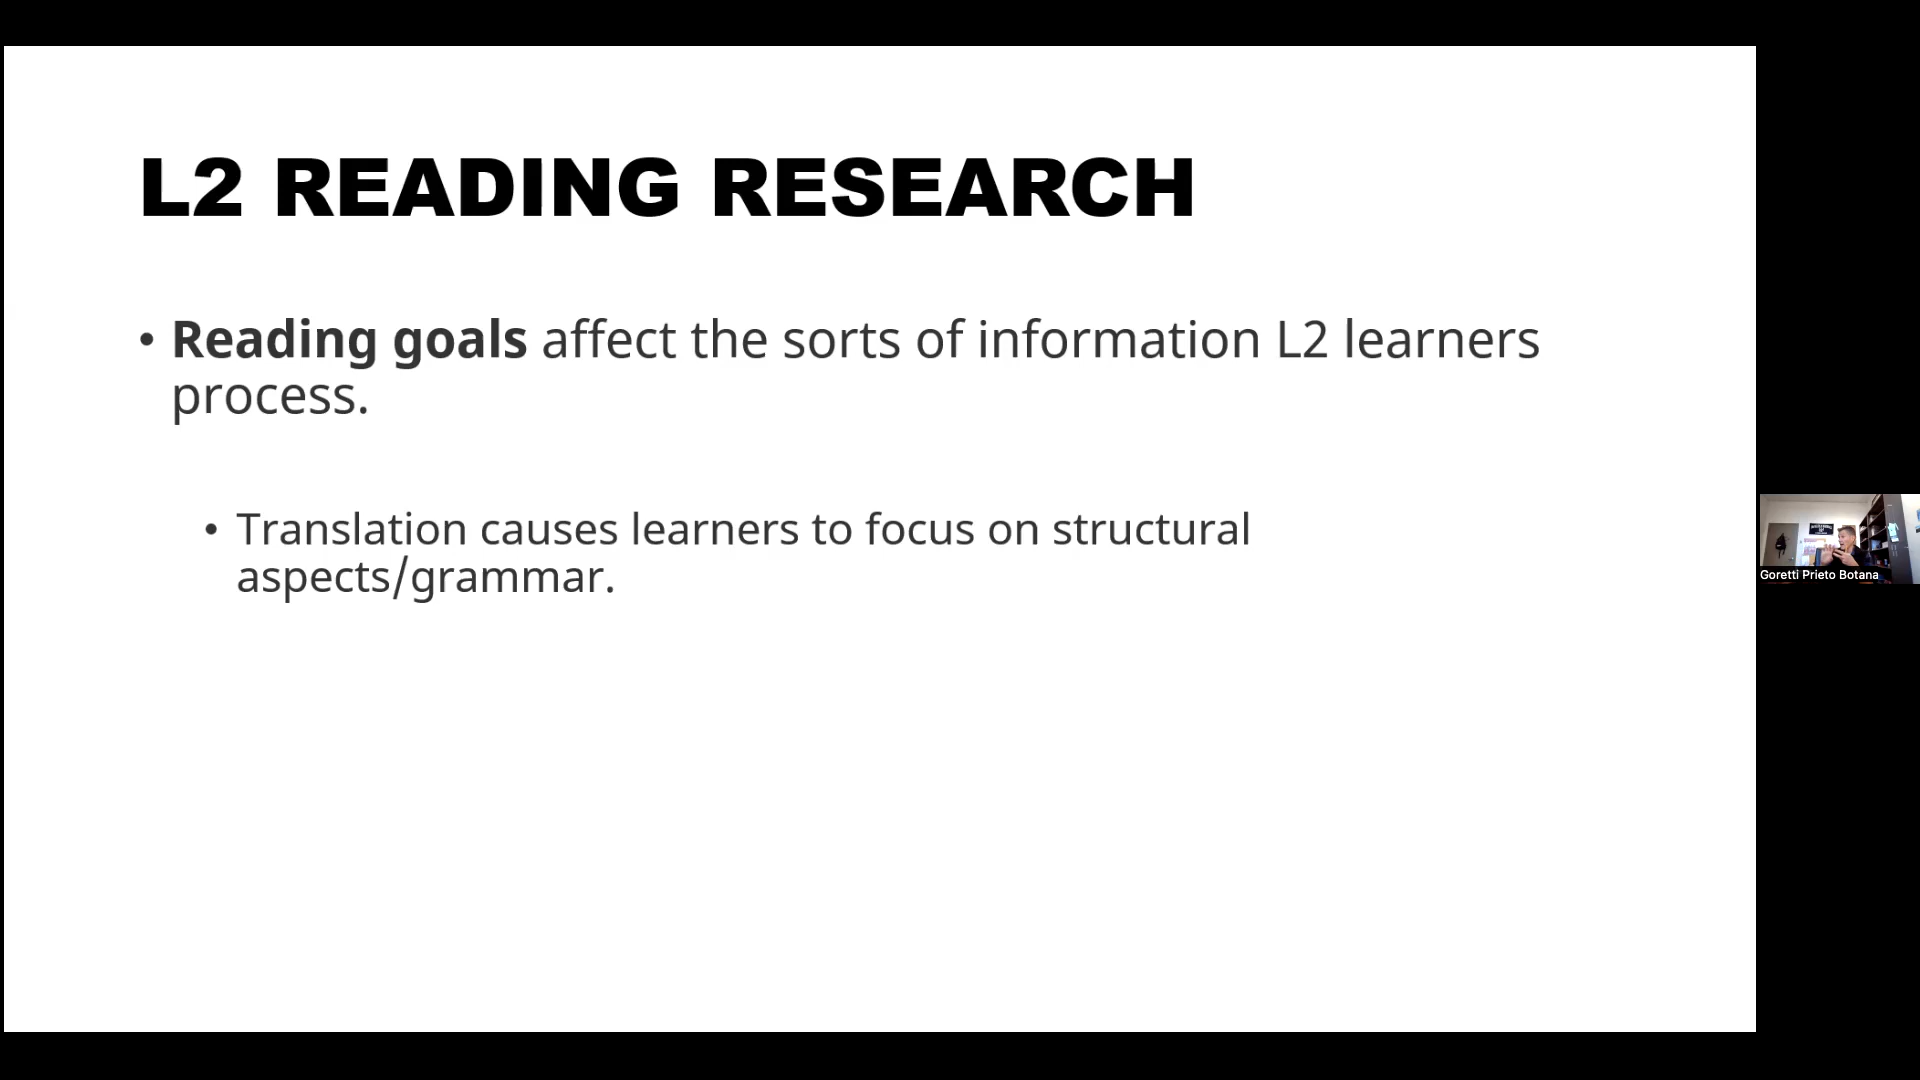 L2 READING RESEARCH
• Reading goals affect the sorts of information L2 learners
process.
• Translation causes learners to focus on structural
aspects/grammar.
Goretti Prieto Botana